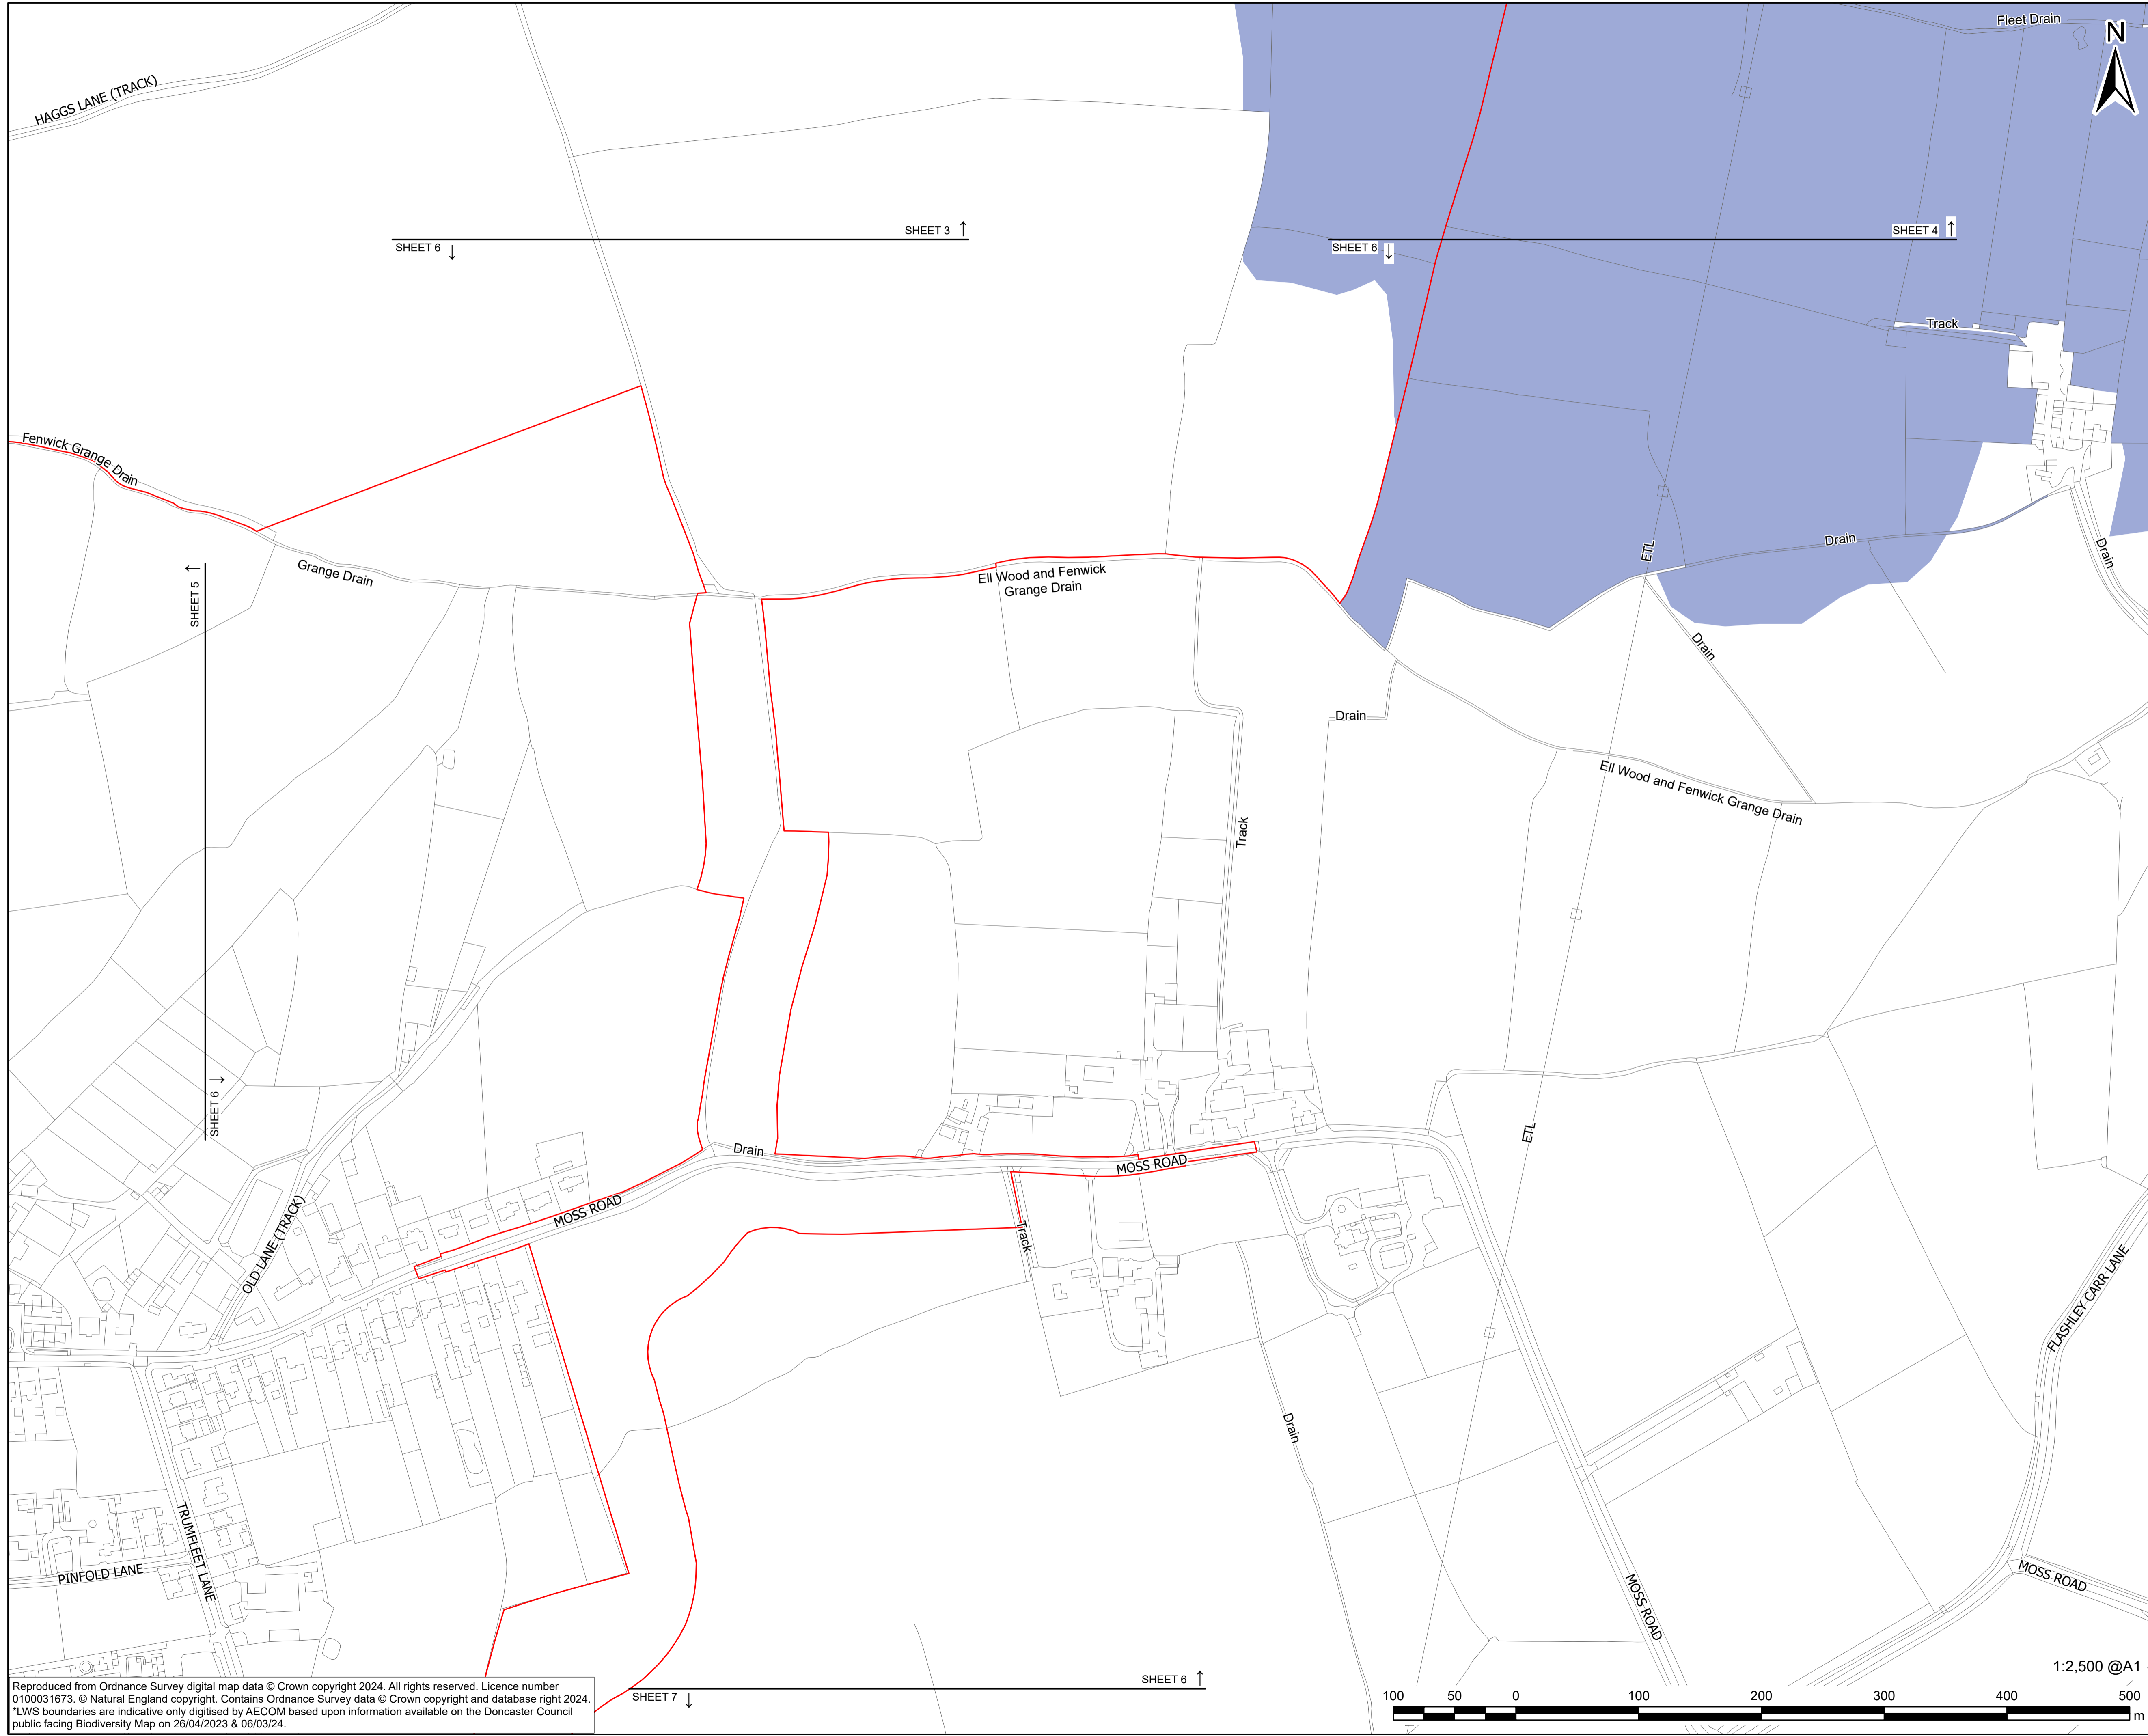 Fleet Drain
N
HAGGS LANE (TRACK)
SHEET 3 ↑
SHEET 6 ↓
SHEET 4 ↑
SHEET 6 ↓
Track
Fenwick Grange Drain
Grange Drain
SHEET 5 ↑
SHEET 6 →
Ell Wood and Fenwick
Grange Drain
ETL
Drain
Drain
Drain
Drain
Ell Wood and Fenwick Grange Drain
Track
ETL
Drain
MOSS ROAD
MOSS ROAD
OLD LANE (TRACK)
Track
FLASHLEY CARR LANE
Drain
TRUMFLEET LANE
PINFOLD LANE
MOSS ROAD
MOSS ROAD
SHEET 6 ↑
SHEET 7 ↓
1:2,500 @A1
100 50 0 100 200 300 400 500
m
Reproduced from Ordnance Survey digital map data © Crown copyright 2024. All rights reserved. Licence number
0100031673. © Natural England copyright. Contains Ordnance Survey data © Crown copyright and database right 2024.
*LWS boundaries are indicative only digitised by AECOM based upon information available on the Doncaster Council
public facing Biodiversity Map on 26/04/2023 & 06/03/24.